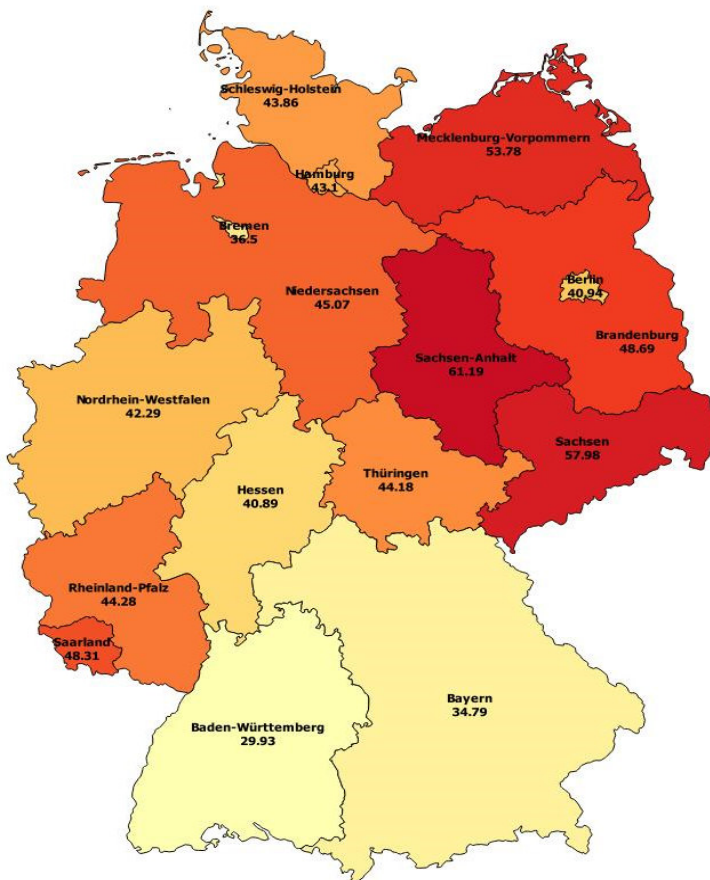 Schleswig-Holstein
43.86
Mecklenburg-Vorpommern
53.78
Hamburg
43.1
Bremen
36.5
Berlin
40.94
Niedersachsen
45.07
Brandenburg
48.69
Sachsen-Anhalt
61.19
Nordrhein-Westfalen
42.29
Sachsen
57.98
Thüringen
44.18
Hessen
40.89
Rheinland-Pfalz
44.28
Saarland
48.31
Bayern
34.79
Baden-Württemberg
29.93